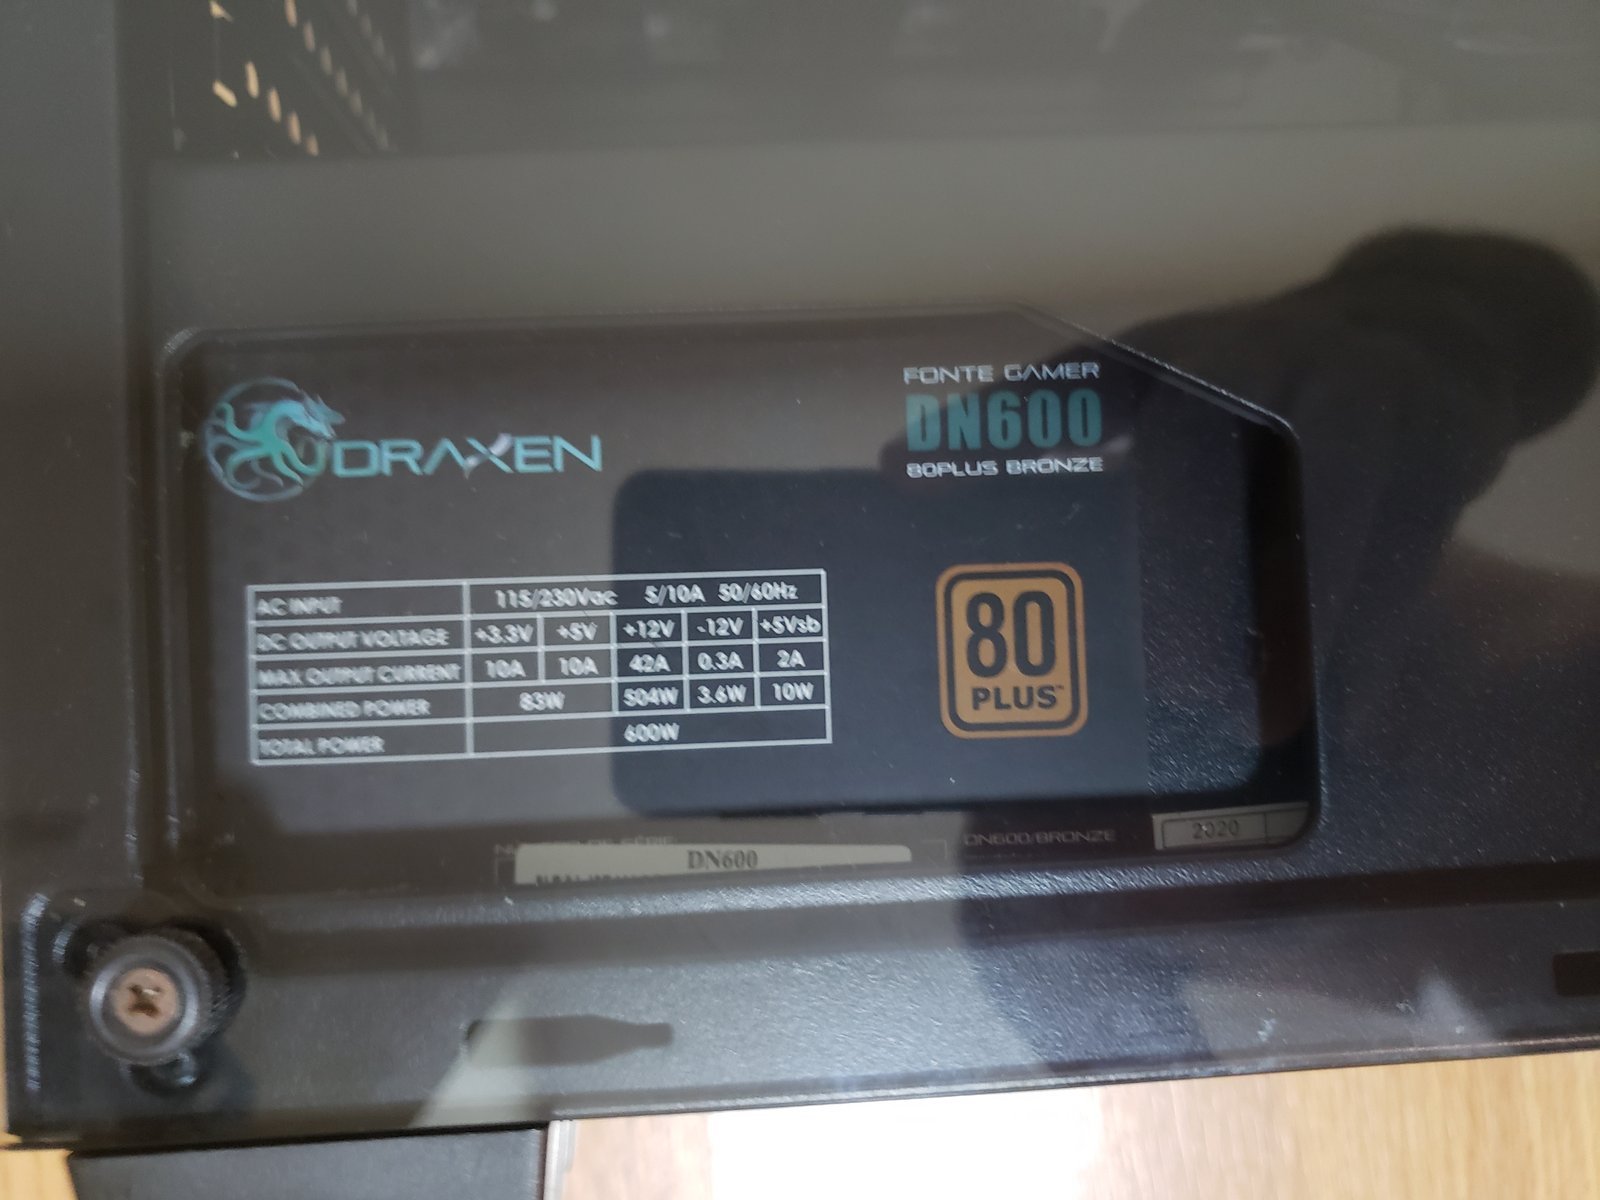 DRAXEN
FONTE GAMER
DN600
80PLUS BRONZE
AC INPUT 115/230Vac 5/10A 50/60Hz
DC OUTPUT VOLTAGE +3.3V +5V +12V -12V +5Vsb
MAX OUTPUT CURRENT 10A 10A 42A 0.3A 2A
COMBINED POWER 83W 504W 3.6W 10W
TOTAL POWER 600W
80
PLUS
DN600/BRONZE
2020
DN600